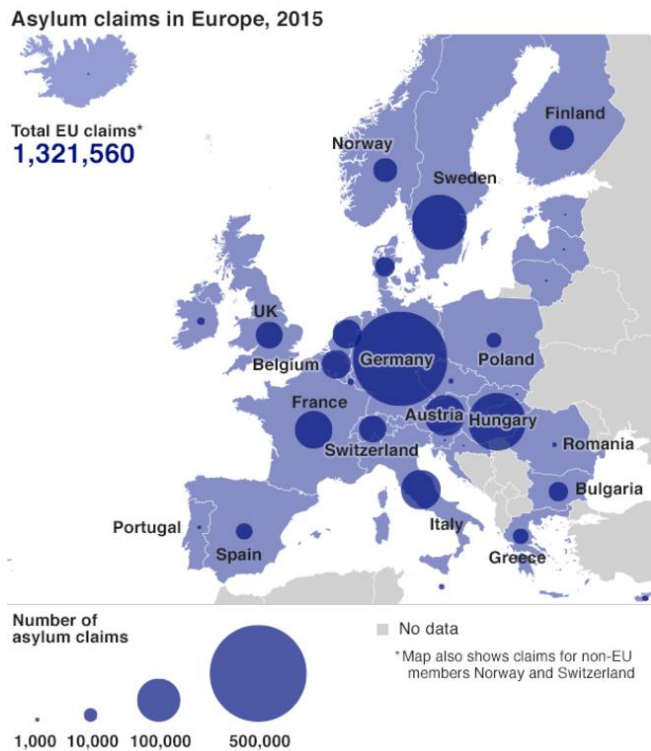 Asylum claims in Europe, 2015
Total EU claims*
1,321,560
Finland
Norway
Sweden
UK
Belgium
Germany
Poland
France
Austria
Hungary
Switzerland
Romania
Bulgaria
Portugal
Spain
Italy
Greece
Number of
asylum claims
1,000
10,000
100,000
500,000
No data
* Map also shows claims for non-EU
members Norway and Switzerland